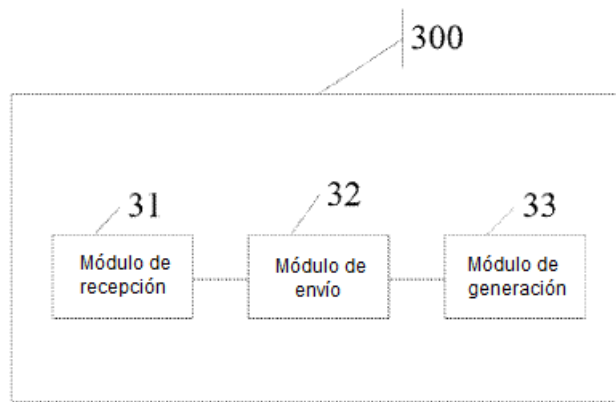 300
31
32
33
Módulo de
recepción
Módulo de
envío
Módulo de
generación